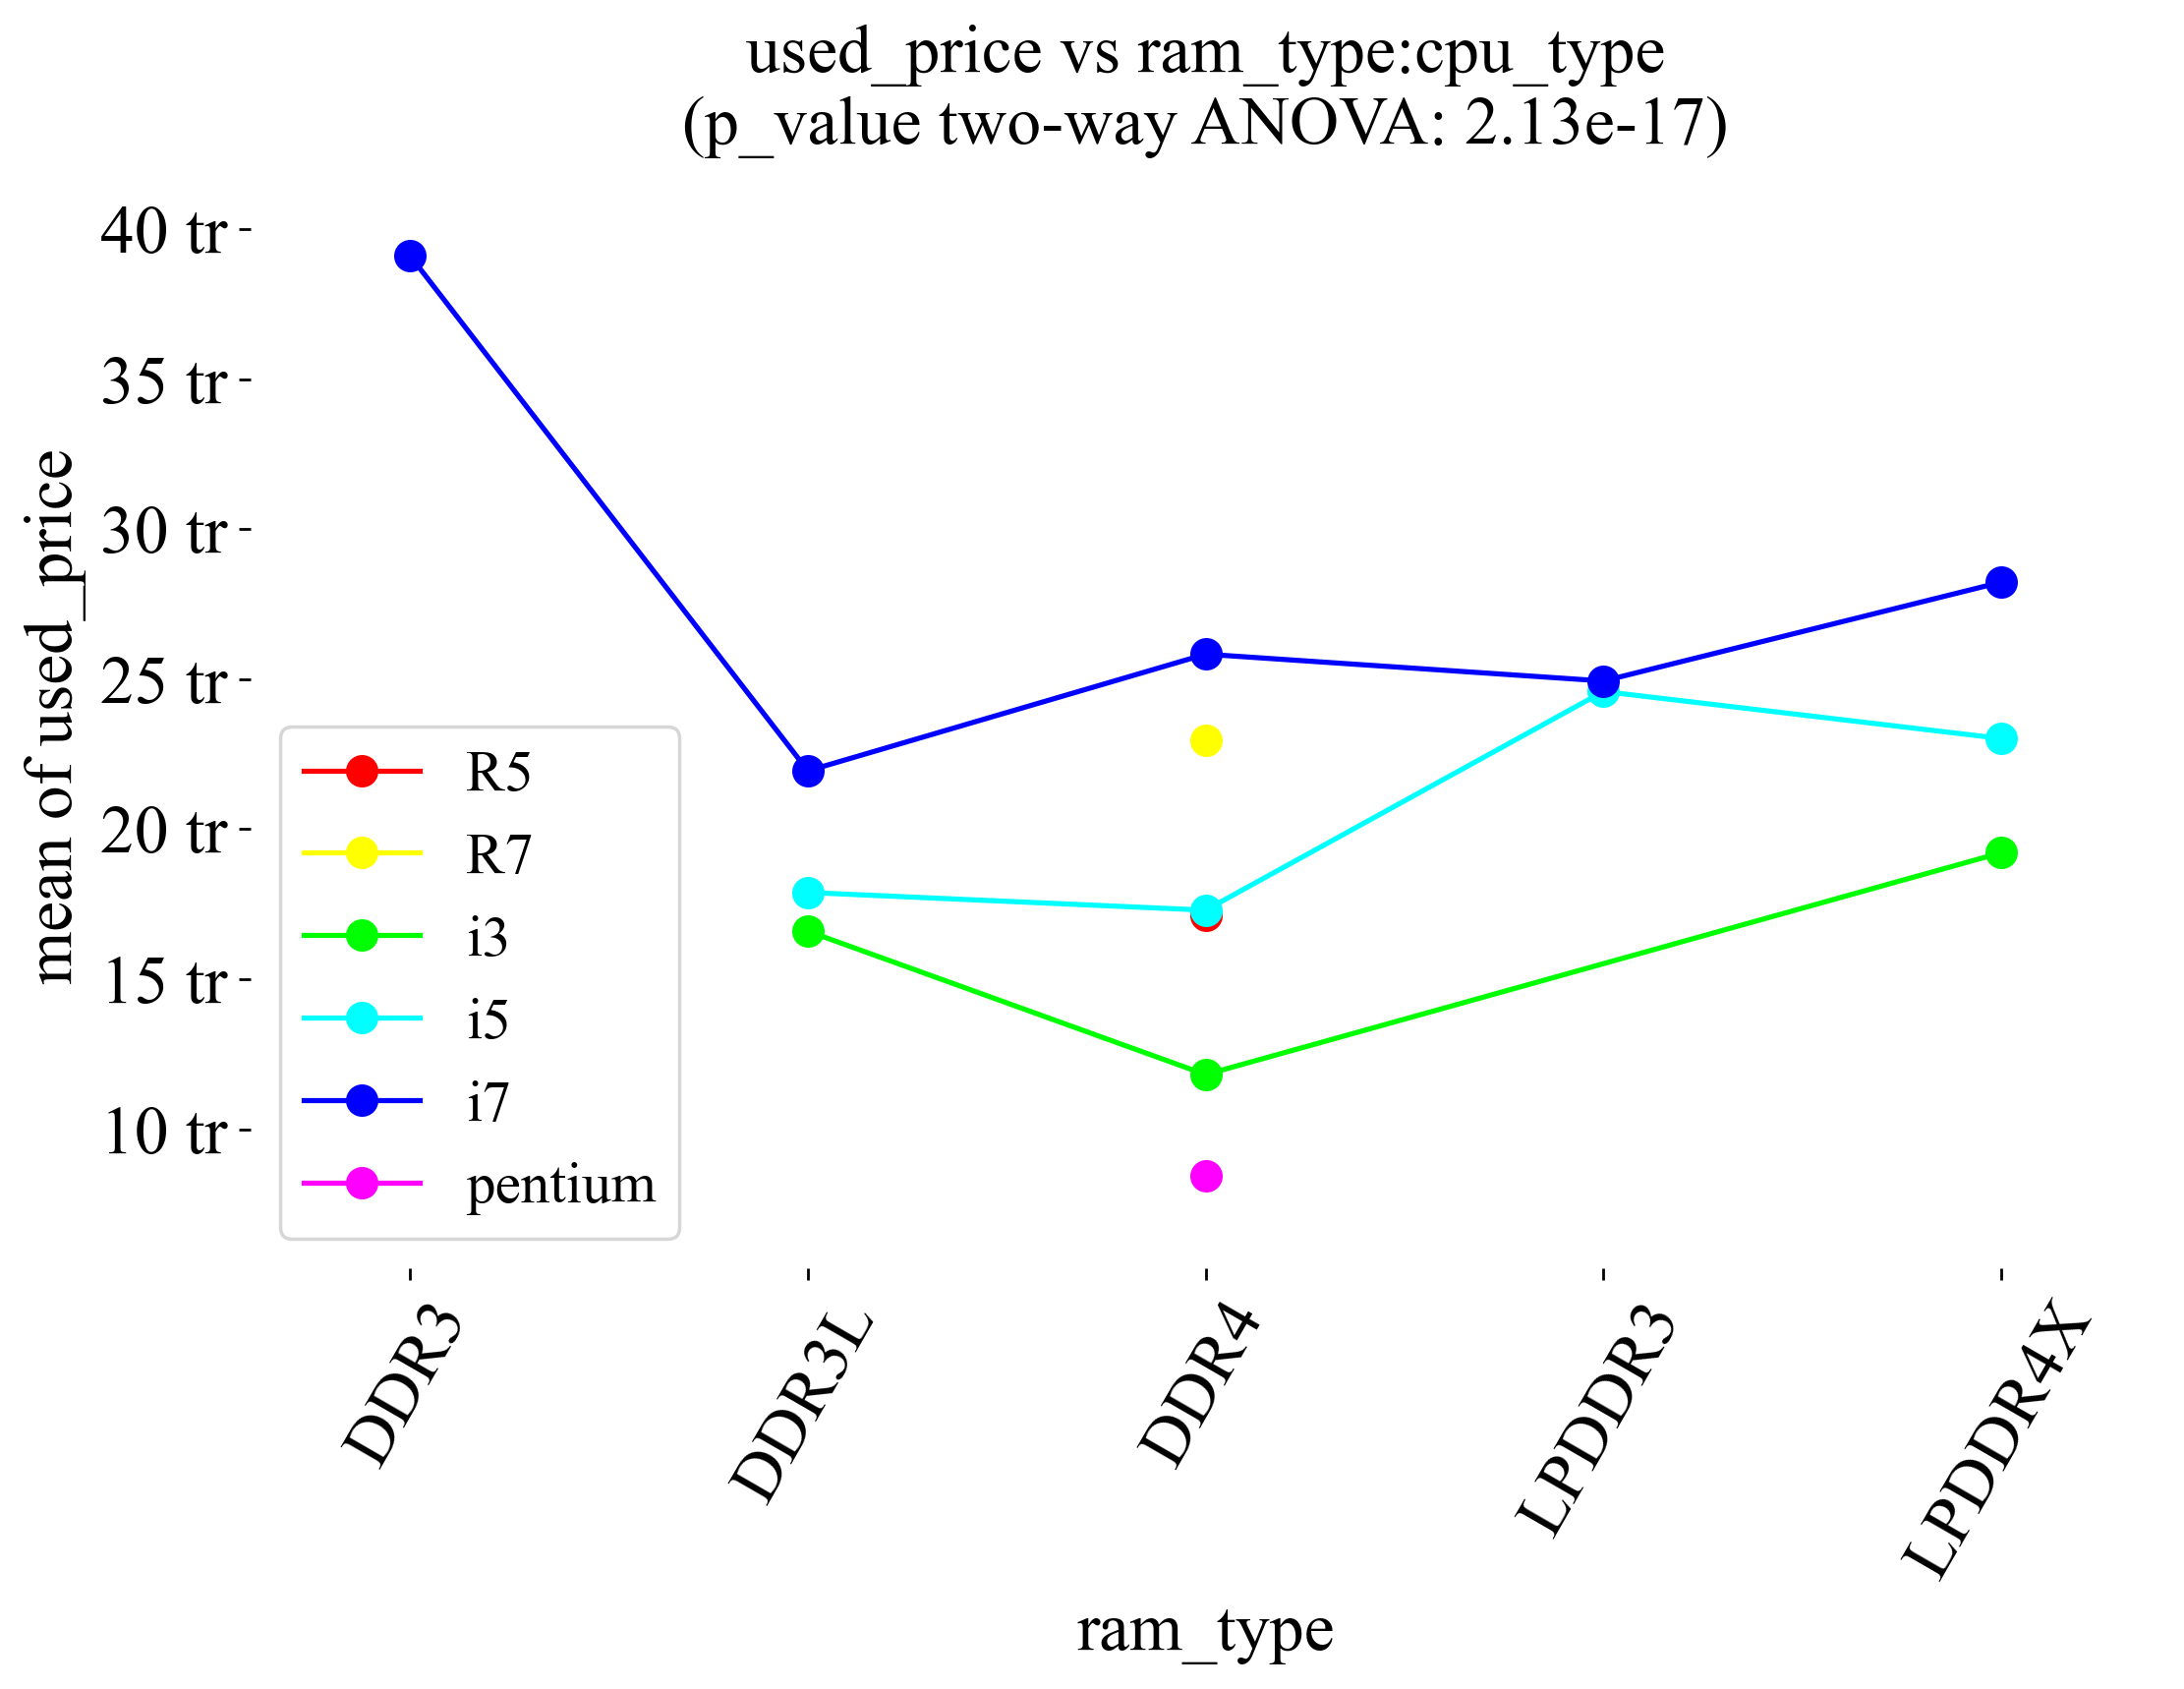 used_price vs ram_type:cpu_type
(p_value two-way ANOVA: 2.13e-17)
mean of used_price
40 tr
35 tr
30 tr
25 tr
20 tr
15 tr
10 tr
R5
R7
i3
i5
i7
pentium
DDR3
DDR3L
DDR4
LPDDR3
LPDDR4X
ram_type